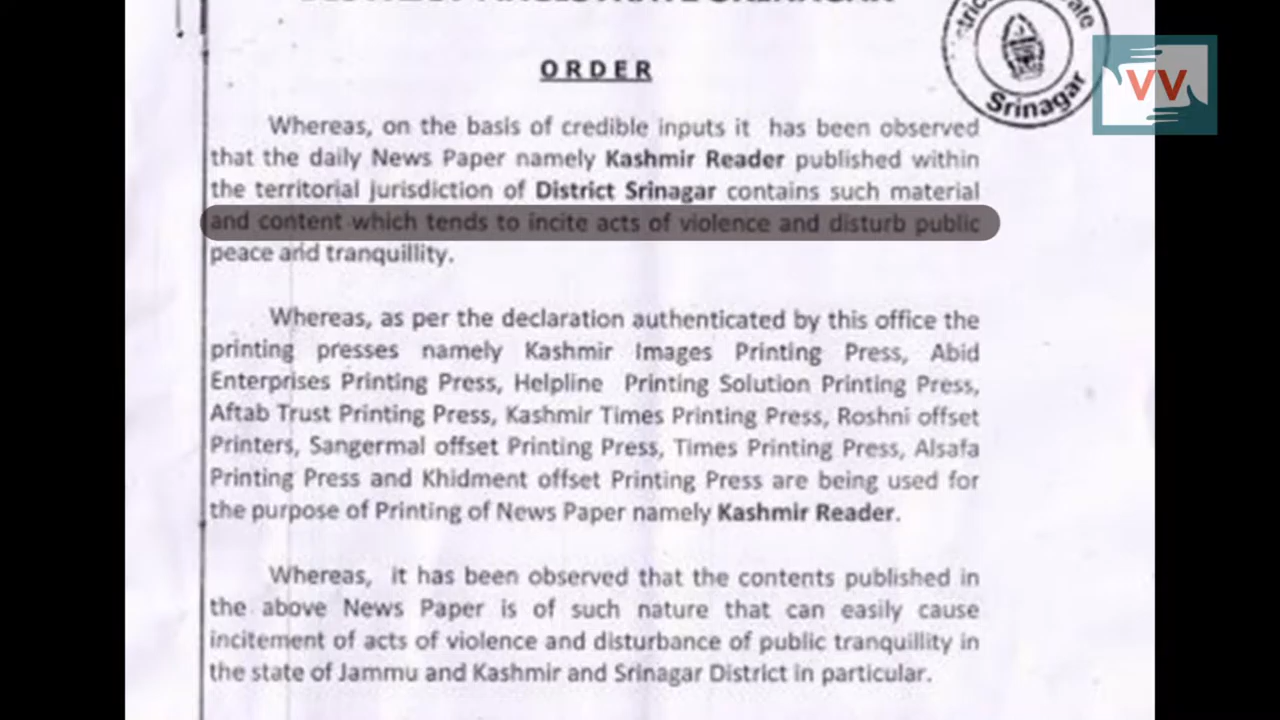 ORDER
Whereas, on the basis of credible inputs it has been observed
that the daily News Paper namely Kashmir Reader published within
the territorial jurisdiction of District Srinagar contains such material
and content which tends to incite acts of violence and disturb public
peace and tranquillity.
Whereas, as per the declaration authenticated by this office the
printing presses namely Kashmir Images Printing Press, Abid
Enterprises Printing Press, Helpline Printing Solution Printing Press,
Aftab Trust Printing Press, Kashmir Times Printing Press, Roshni offset
Printers, Sangermal offset Printing Press, Times Printing Press, Alsafa
Printing Press and Khidment offset Printing Press are being used for
the purpose of Printing of News Paper namely Kashmir Reader.
Whereas, it has been observed that the contents published in
the above News Paper is of such nature that can easily cause
incitement of acts of violence and disturbance of public tranquillity in
the state of Jammu and Kashmir and Srinagar District in particular.
Srinagar
VV